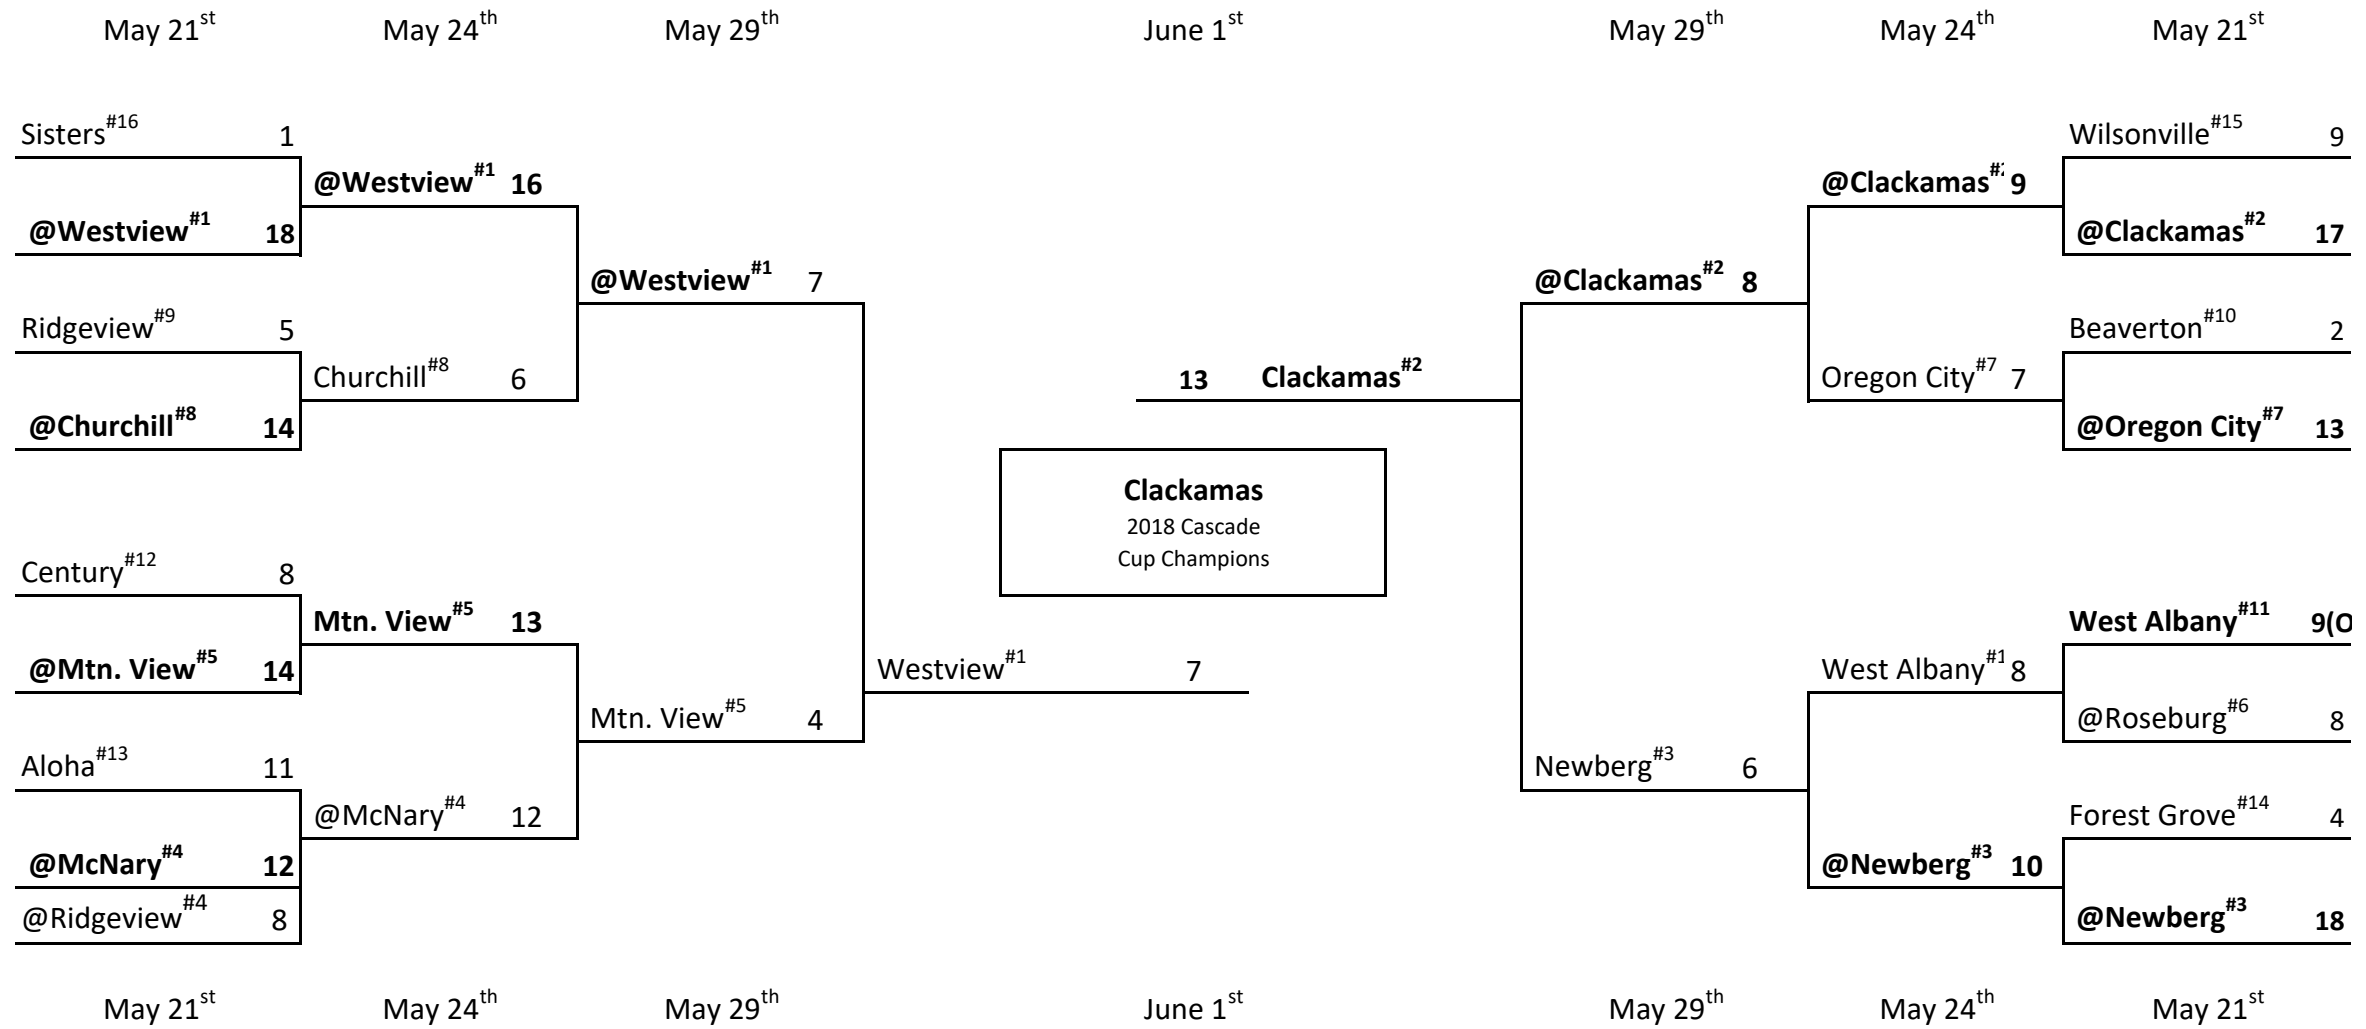 May 21st May 24th May 29th June 1st May 29th May 24th May 21st
Sisters#16 1
@Westview#1 18
Ridgeview#9 5
@Churchill#8 14
Century#12 8
@Mtn. View#5 14
Aloha#13 11
@McNary#4 12
@Ridgeview#4 8
@Westview#1 16
Churchill#8 6
Mtn. View#5 13
@McNary#4 12
@Westview#1 7
Mtn. View#5 4
Westview#1 7
13 Clackamas#2
Clackamas
2018 Cascade
Cup Champions
@Clackamas#2 8
Newberg#3 6
@Clackamas# 9
Oregon City#7 7
West Albany#1 8
@Newberg#3 10
Wilsonville#15 9
@Clackamas#2 17
Beaverton#10 2
@Oregon City#7 13
West Albany#11 9(O
@Roseburg#6 8
Forest Grove#14 4
@Newberg#3 18
May 21st May 24th May 29th June 1st May 29th May 24th May 21st